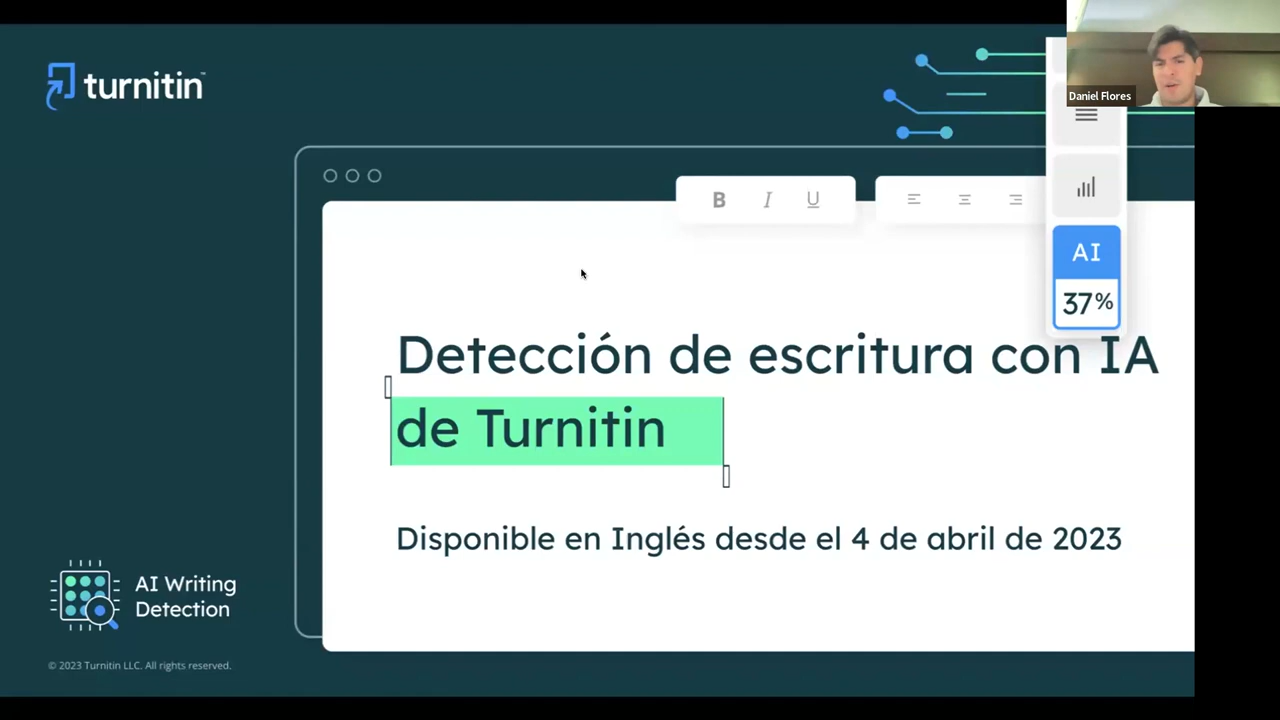 turnitin™
Daniel Flores
B I U
AI
37%
Detección de escritura con IA
de Turnitin
Disponible en Inglés desde el 4 de abril de 2023
AI Writing
Detection
© 2023 Turnitin LLC. All rights reserved.